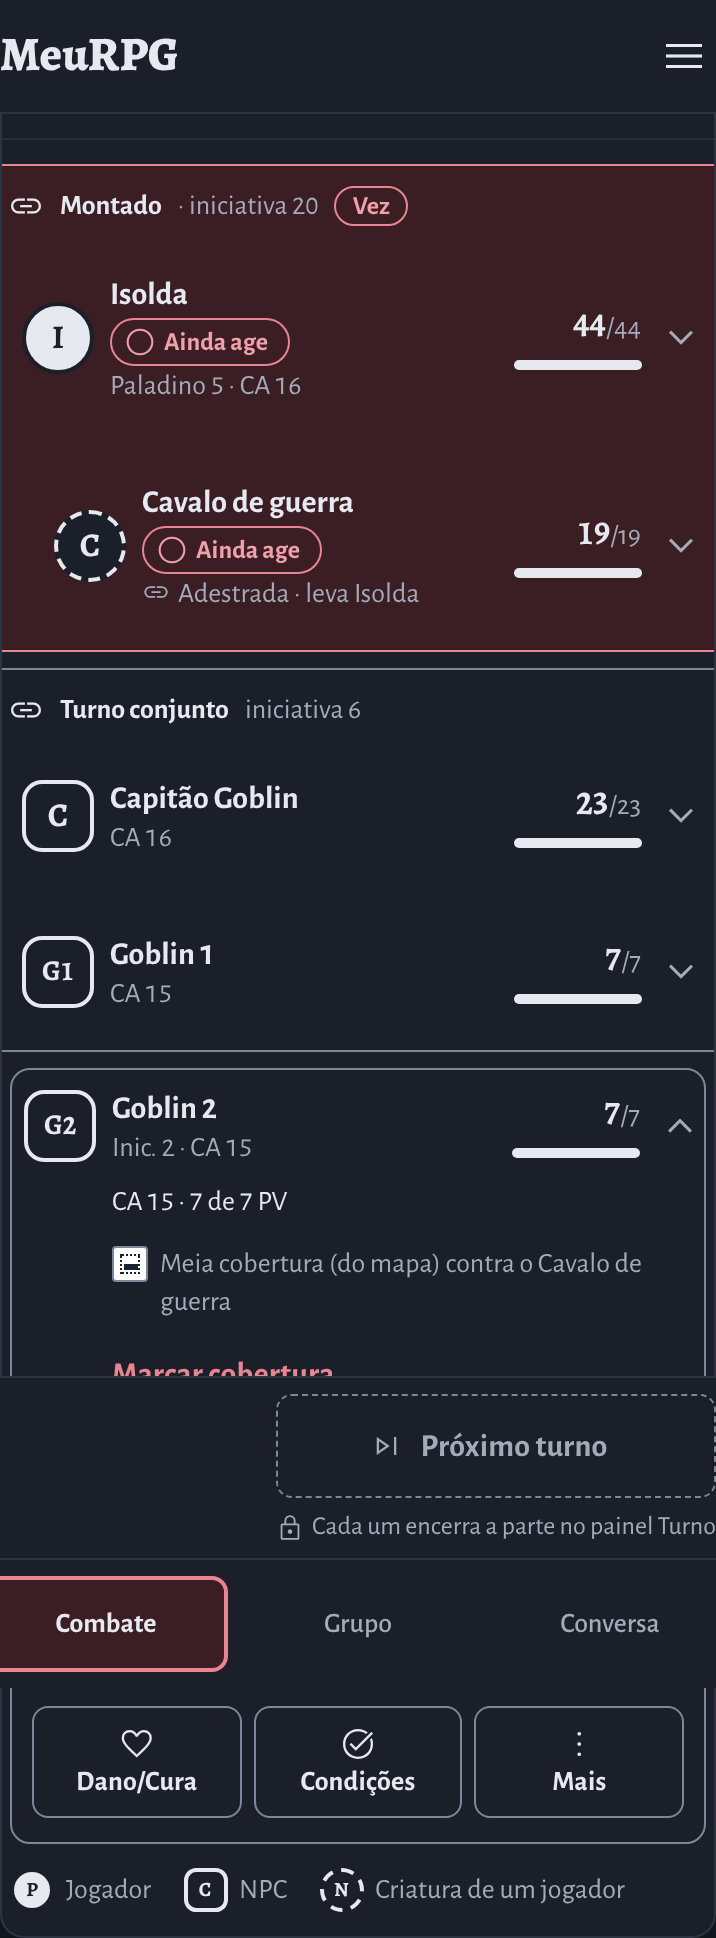 MeuRPG
Montado · iniciativa 20 Vez
Isolda
I
Ainda age
44/44
Paladino 5 · CA 16
Cavalo de guerra
C
Ainda age
19/19
Adestrada · leva Isolda
Turno conjunto iniciativa 6
Capitão Goblin
C
23/23
CA 16
Goblin 1
G1
7/7
CA 15
Goblin 2
G2
7/7
Inic. 2 · CA 15
CA 15 · 7 de 7 PV
Meia cobertura (do mapa) contra o Cavalo de
guerra
Marcar cobertura
Próximo turno
Cada um encerra a parte no painel Turno
Combate Grupo Conversa
Dano/Cura Condições Mais
P Jogador C NPC N Criatura de um jogador